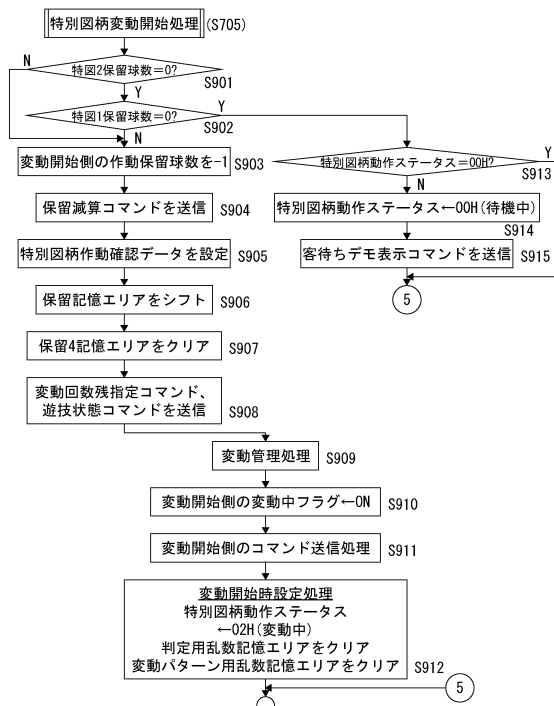 特別図柄変動開始処理 (S705)
N
特図2保留球数=0?
S901
Y
特図1保留球数=0?
Y
S902
N
変動開始側の作動保留球数を-1 S903
保留減算コマンドを送信 S904
特別図柄作動確認データを設定 S905
保留記憶エリアをシフト S906
保留4記憶エリアをクリア S907
変動回数残指定コマンド、
遊技状態コマンドを送信 S908
変動管理処理 S909
変動開始側の変動中フラグ←ON S910
変動開始側のコマンド送信処理 S911
変動開始時設定処理
特別図柄動作ステータス
←02H(変動中)
判定用乱数記憶エリアをクリア
変動パターン用乱数記憶エリアをクリア S912
特別図柄動作ステータス=00H?
Y
S913
N
特別図柄動作ステータス←00H(待機中)
S914
客待ちデモ表示コマンドを送信 S915
5
5